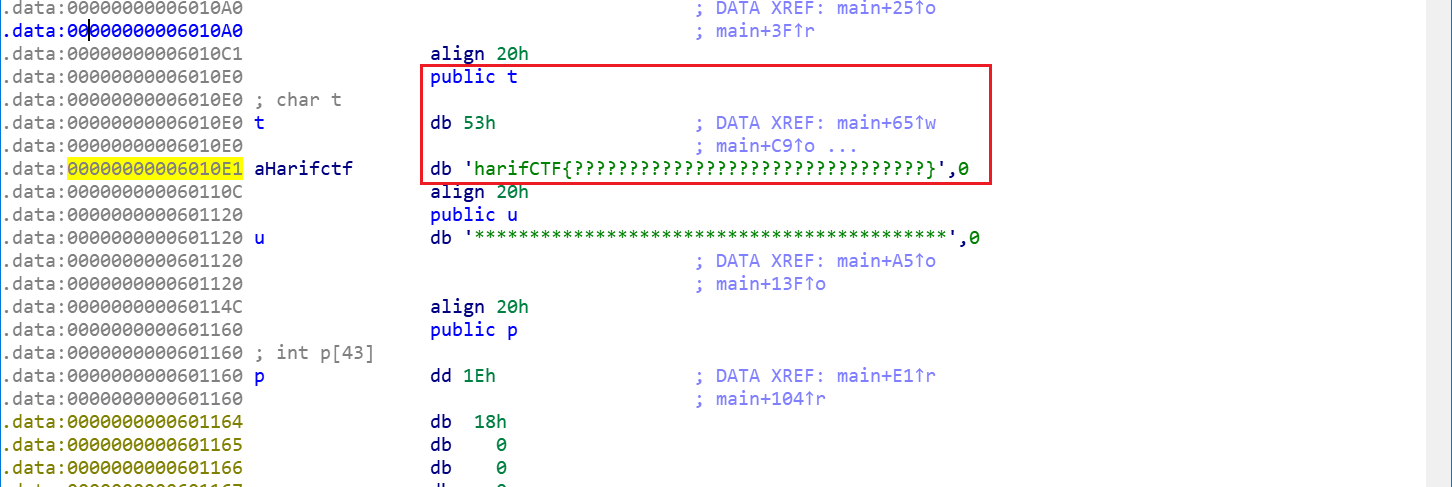 .data:00000000006010A0 ; DATA XREF: main+25↑o
.data:00000000006010A0 ; main+3F↑r
.data:00000000006010C1 align 20h
.data:00000000006010E0 public t
.data:00000000006010E0 ; char t
.data:00000000006010E0 t db 53h ; DATA XREF: main+65↑w
.data:00000000006010E0 ; main+C9↑o ...
.data:00000000006010E1 aHarifctf db 'harifCTF{????????????????????????????????}',0
.data:000000000060110C align 20h
.data:0000000000601120 public u
.data:0000000000601120 u db '*******************************************',0
.data:0000000000601120 ; DATA XREF: main+A5↑o
.data:0000000000601120 ; main+13F↑o
.data:000000000060114C align 20h
.data:0000000000601160 public p
.data:0000000000601160 ; int p[43]
.data:0000000000601160 p dd 1Eh ; DATA XREF: main+E1↑r
.data:0000000000601160 ; main+104↑r
.data:0000000000601164 db 18h
.data:0000000000601165 db 0
.data:0000000000601166 db 0